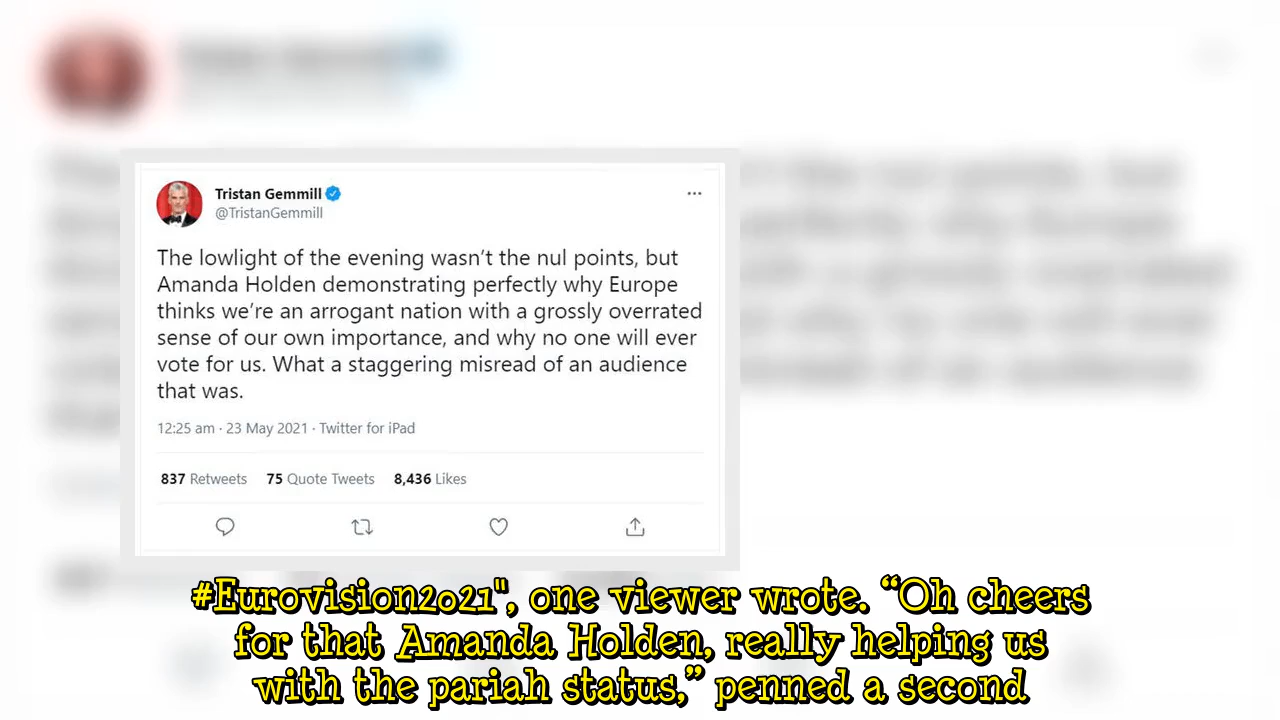 Tristan Gemmill
@TristanGemmill
The lowlight of the evening wasn’t the nul points, but
Amanda Holden demonstrating perfectly why Europe
thinks we’re an arrogant nation with a grossly overrated
sense of our own importance, and why no one will ever
vote for us. What a staggering misread of an audience
that was.
12:25 am · 23 May 2021 · Twitter for iPad
837 Retweets 75 Quote Tweets 8,436 Likes
#Eurovision2021", one viewer wrote. “Oh cheers
for that Amanda Holden, really helping us
with the pariah status,” penned a second